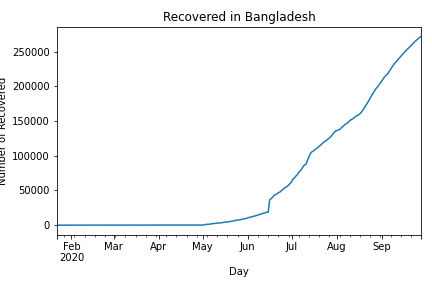 Recovered in Bangladesh
Number of Recovered
250000
200000
150000
100000
50000
0
Feb Mar Apr May Jun Jul Aug Sep
2020
Day